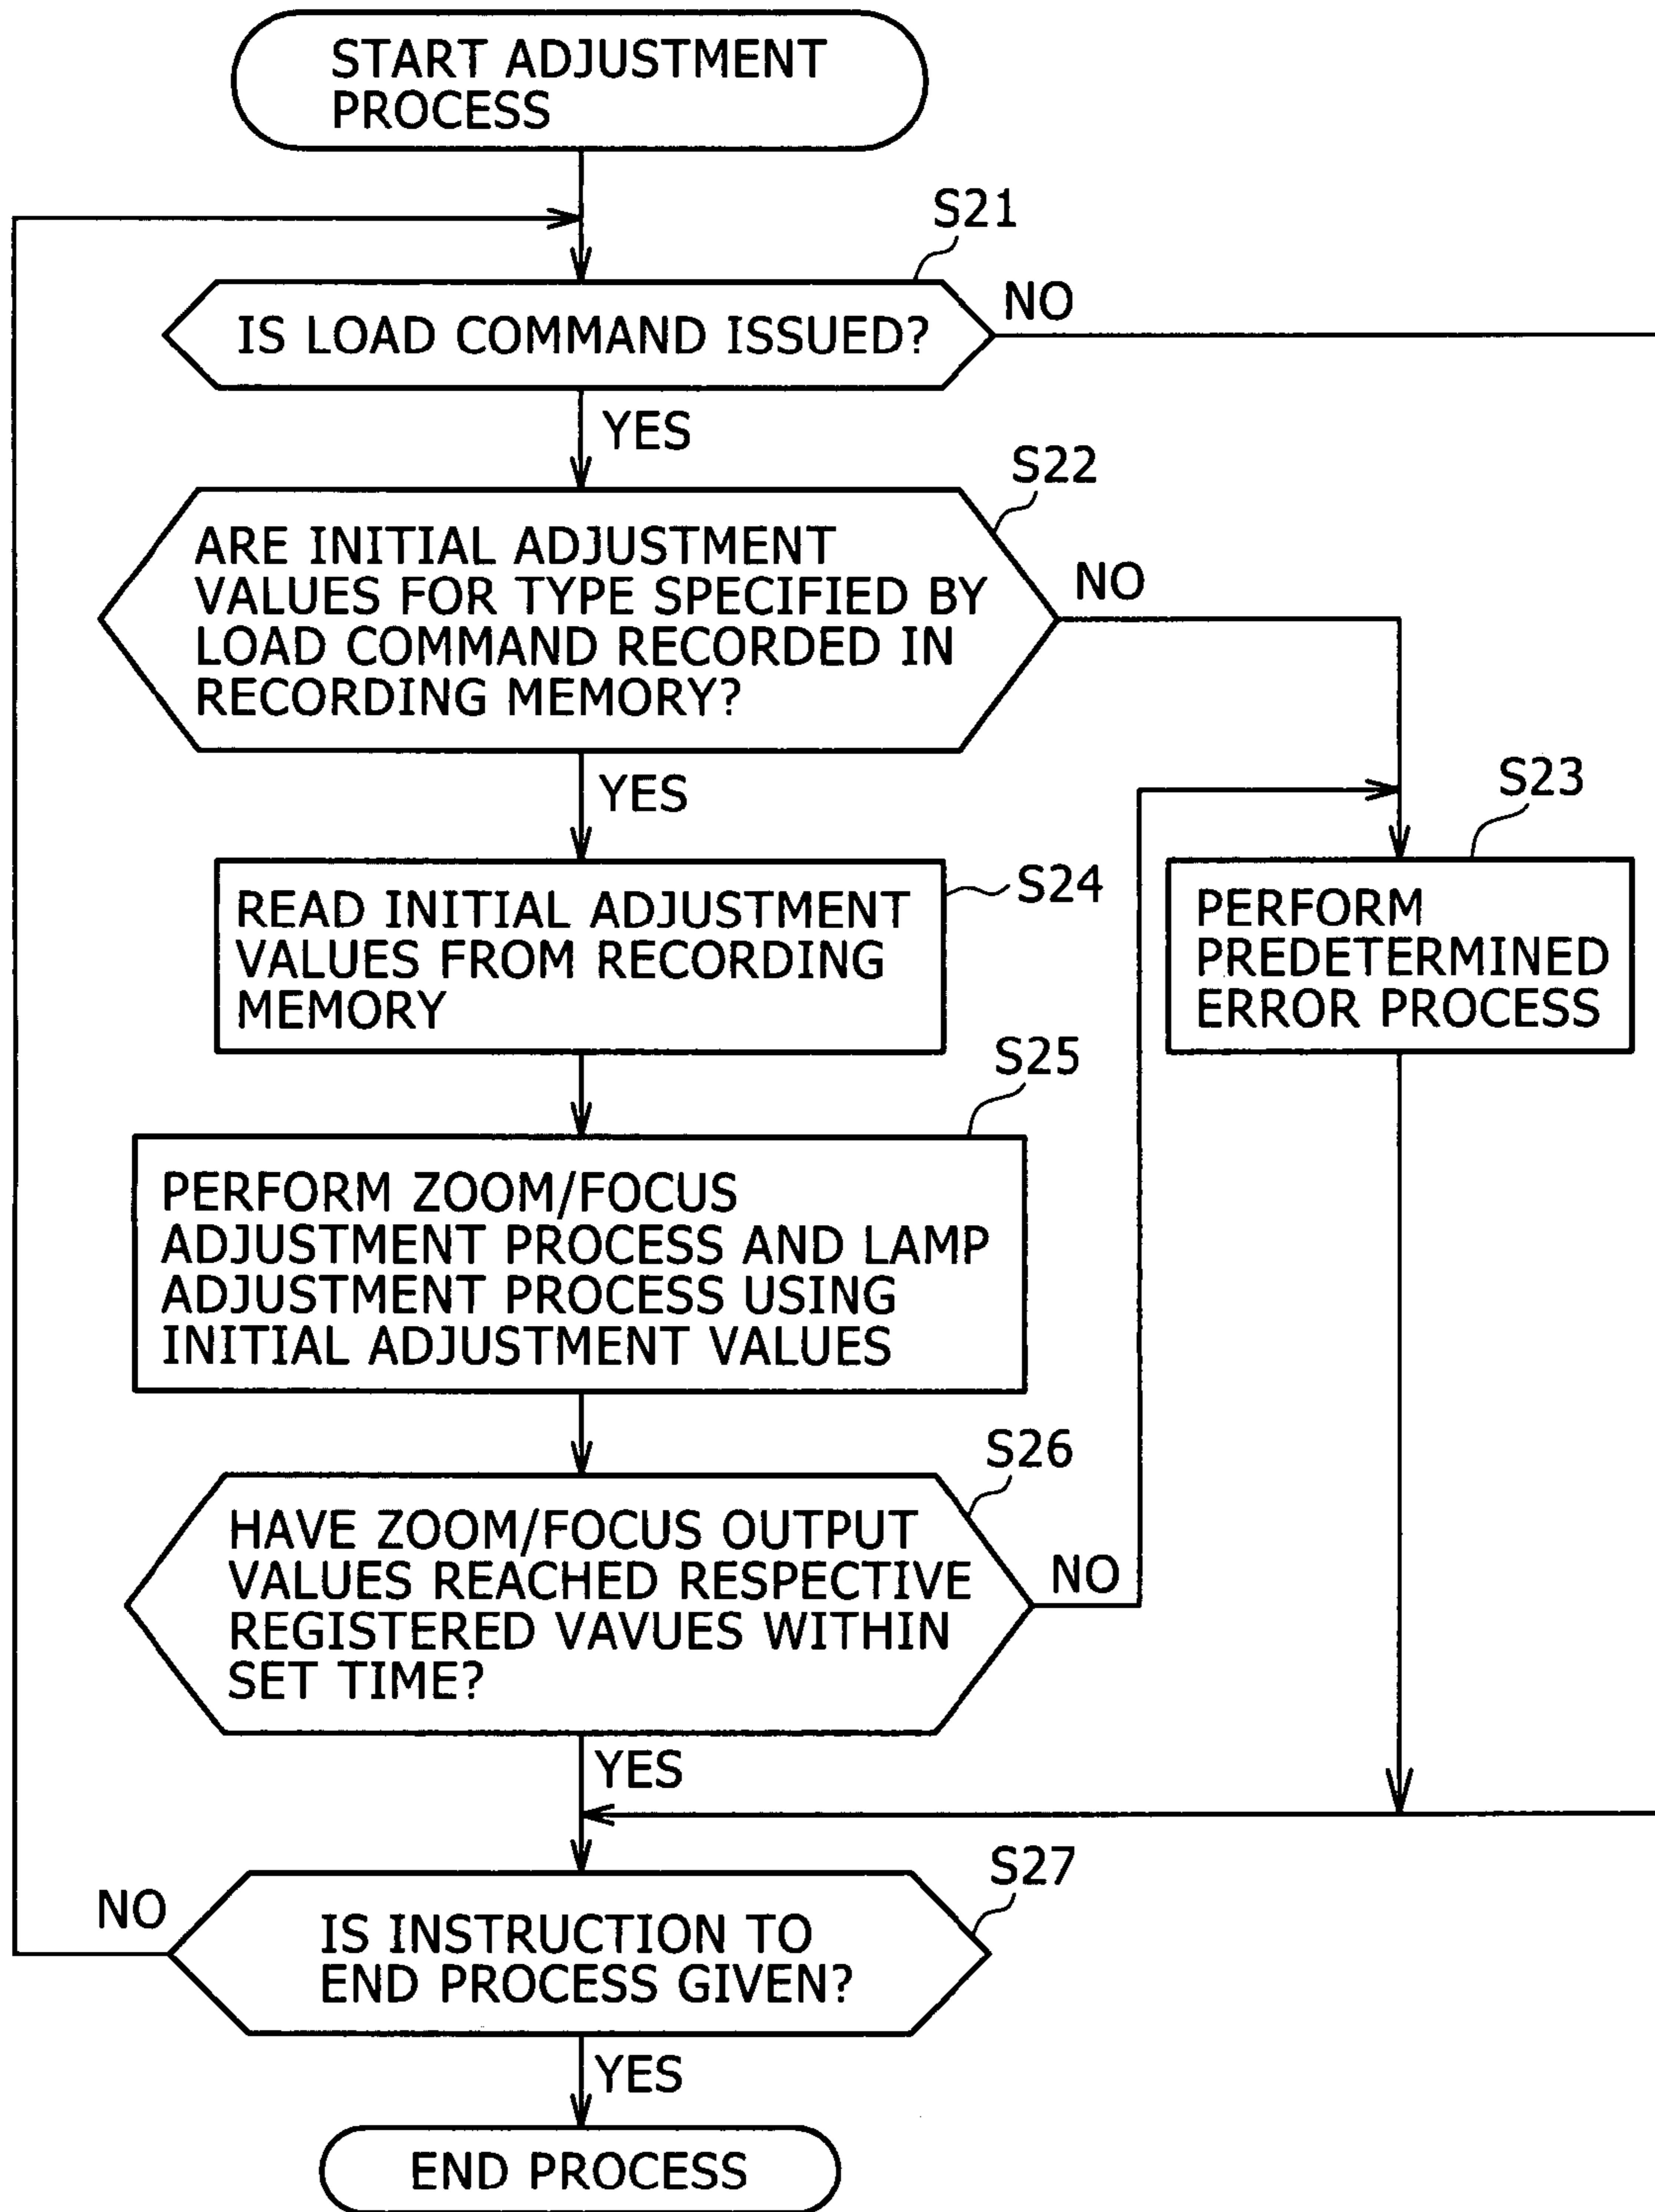 START ADJUSTMENT
PROCESS
S21
IS LOAD COMMAND ISSUED?
NO
YES
S22
ARE INITIAL ADJUSTMENT
VALUES FOR TYPE SPECIFIED BY
LOAD COMMAND RECORDED IN
RECORDING MEMORY?
NO
YES
S23
PERFORM
PREDETERMINED
ERROR PROCESS
S24
READ INITIAL ADJUSTMENT
VALUES FROM RECORDING
MEMORY
S25
PERFORM ZOOM/FOCUS
ADJUSTMENT PROCESS AND LAMP
ADJUSTMENT PROCESS USING
INITIAL ADJUSTMENT VALUES
S26
HAVE ZOOM/FOCUS OUTPUT
VALUES REACHED RESPECTIVE
REGISTERED VAVUES WITHIN
SET TIME?
NO
YES
S27
NO
IS INSTRUCTION TO
END PROCESS GIVEN?
YES
END PROCESS